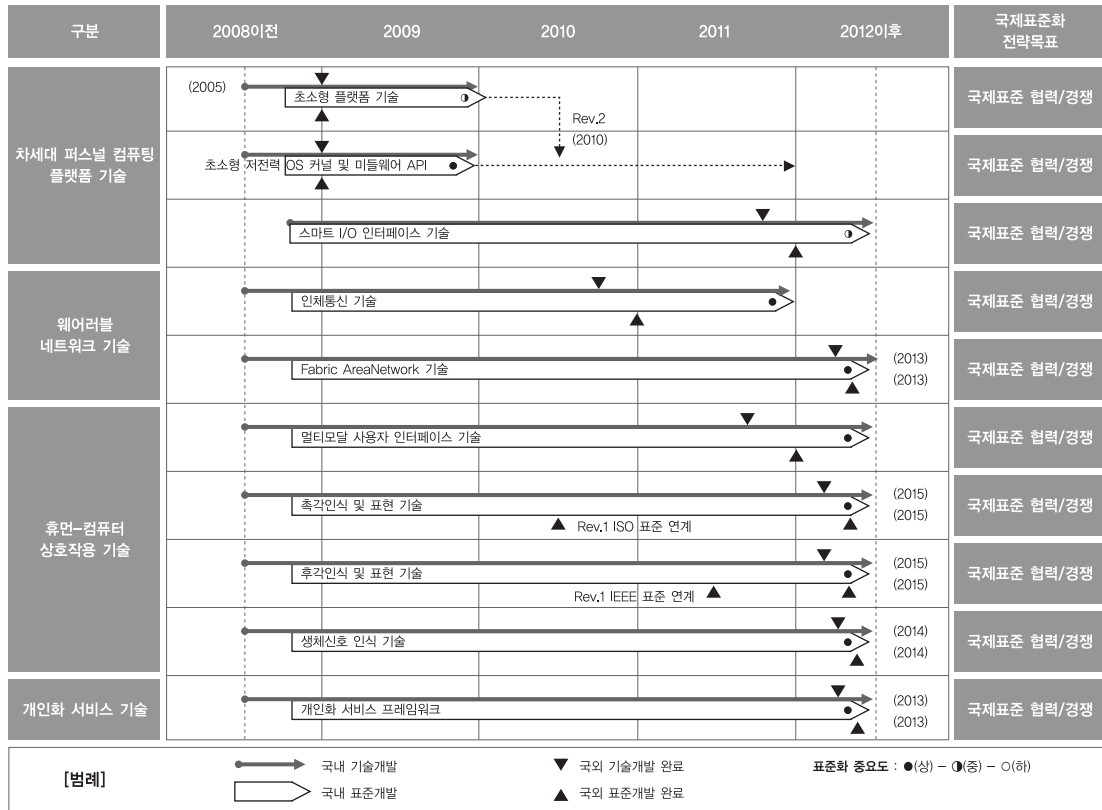 구분
2008이전
2009
2010
2011
2012이후
국제표준화
전략목표
차세대 퍼스널 컴퓨팅
플랫폼 기술
(2005)
초소형 플랫폼 기술
Rev.2
(2010)
국제표준 협력/경쟁
초소형 저전력 OS 커널 및 미들웨어 API
국제표준 협력/경쟁
스마트 I/O 인터페이스 기술
국제표준 협력/경쟁
웨어러블
네트워크 기술
인체통신 기술
국제표준 협력/경쟁
Fabric AreaNetwork 기술
(2013)
(2013)
국제표준 협력/경쟁
휴먼-컴퓨터
상호작용 기술
멀티모달 사용자 인터페이스 기술
국제표준 협력/경쟁
촉각인식 및 표현 기술
Rev.1 ISO 표준 연계
(2015)
(2015)
국제표준 협력/경쟁
후각인식 및 표현 기술
Rev.1 IEEE 표준 연계
(2015)
(2015)
국제표준 협력/경쟁
생체신호 인식 기술
(2014)
(2014)
국제표준 협력/경쟁
개인화 서비스 기술
개인화 서비스 프레임워크
(2013)
(2013)
국제표준 협력/경쟁
[범례]
국내 기술개발
국내 표준개발
▼ 국외 기술개발 완료
▲ 국외 표준개발 완료
표준화 중요도 : ●(상) – ◑(중) – ○(하)